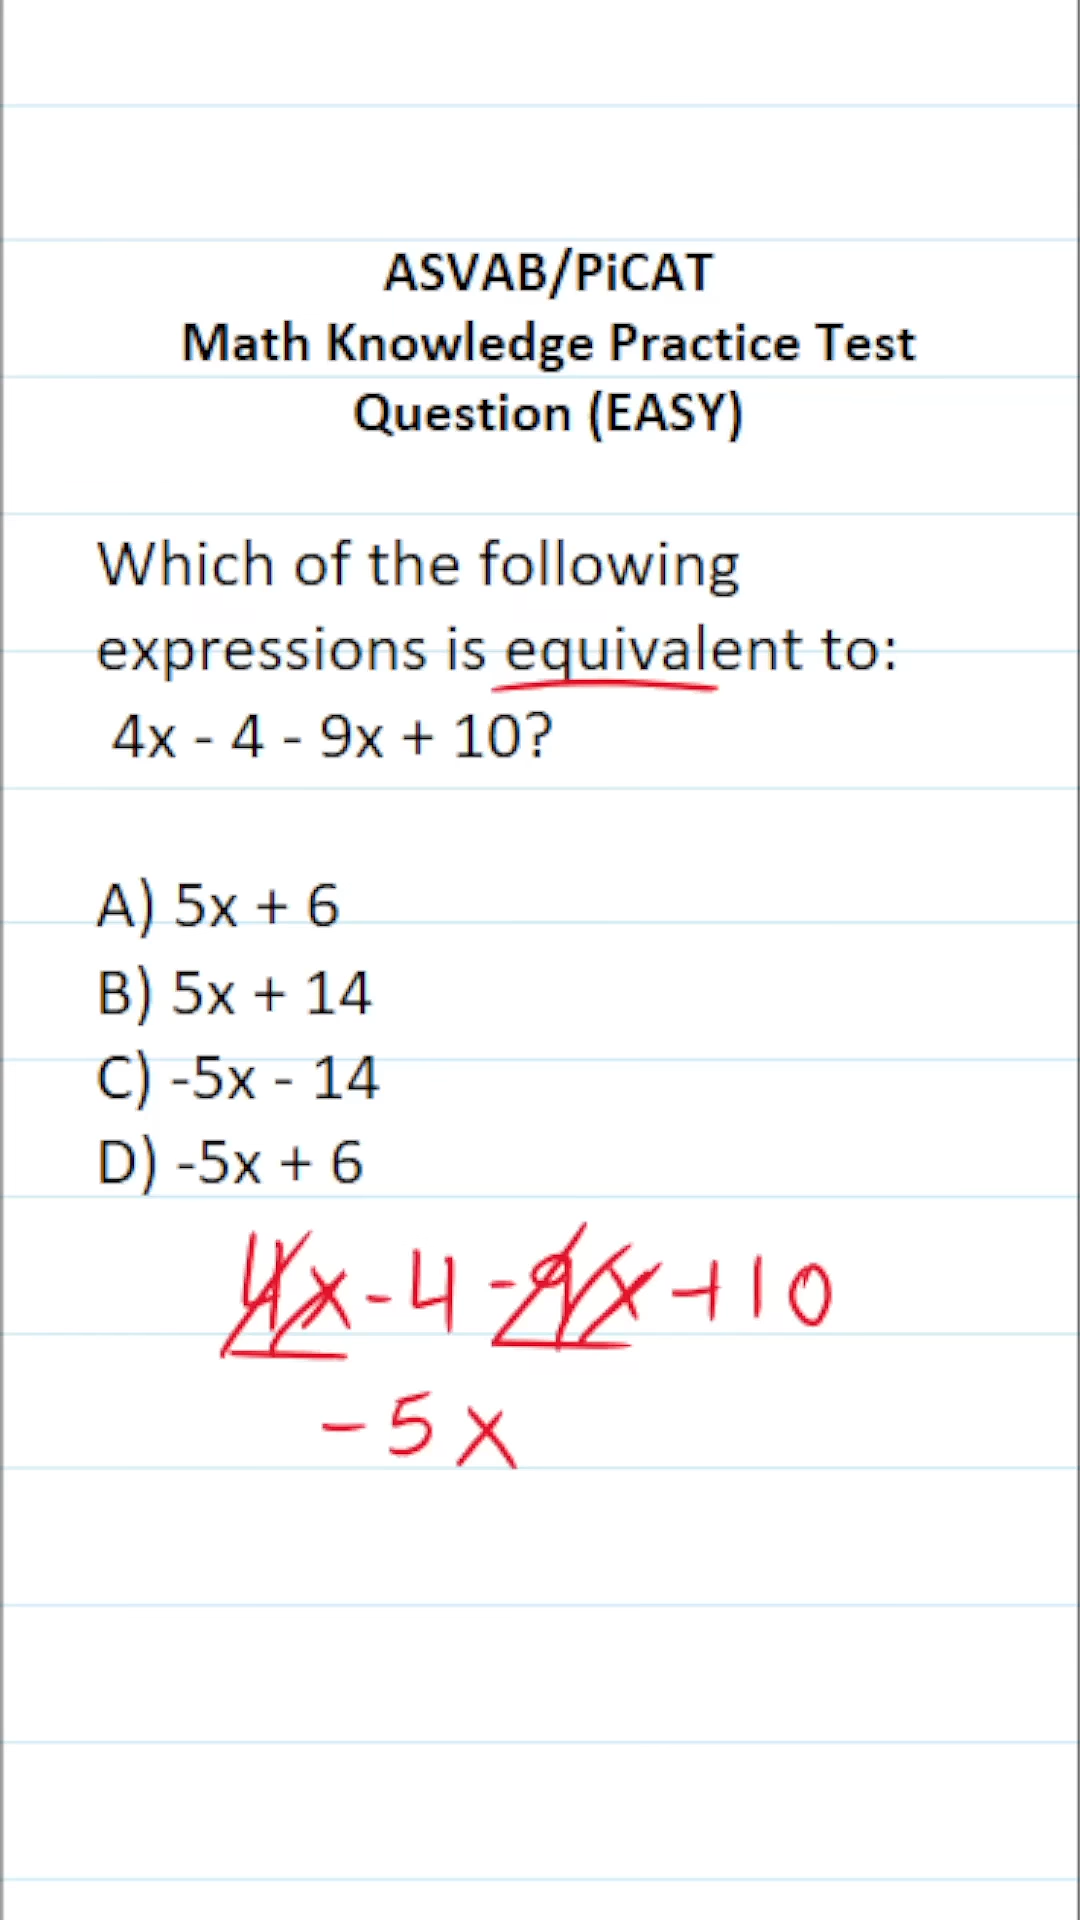 ASVAB/PiCAT
Math Knowledge Practice Test
Question (EASY)
Which of the following
expressions is equivalent to:
4x - 4 - 9x + 10?
A) 5x + 6
B) 5x + 14
C) -5x - 14
D) -5x + 6
4x - 4 - 9x + 10
- 5x